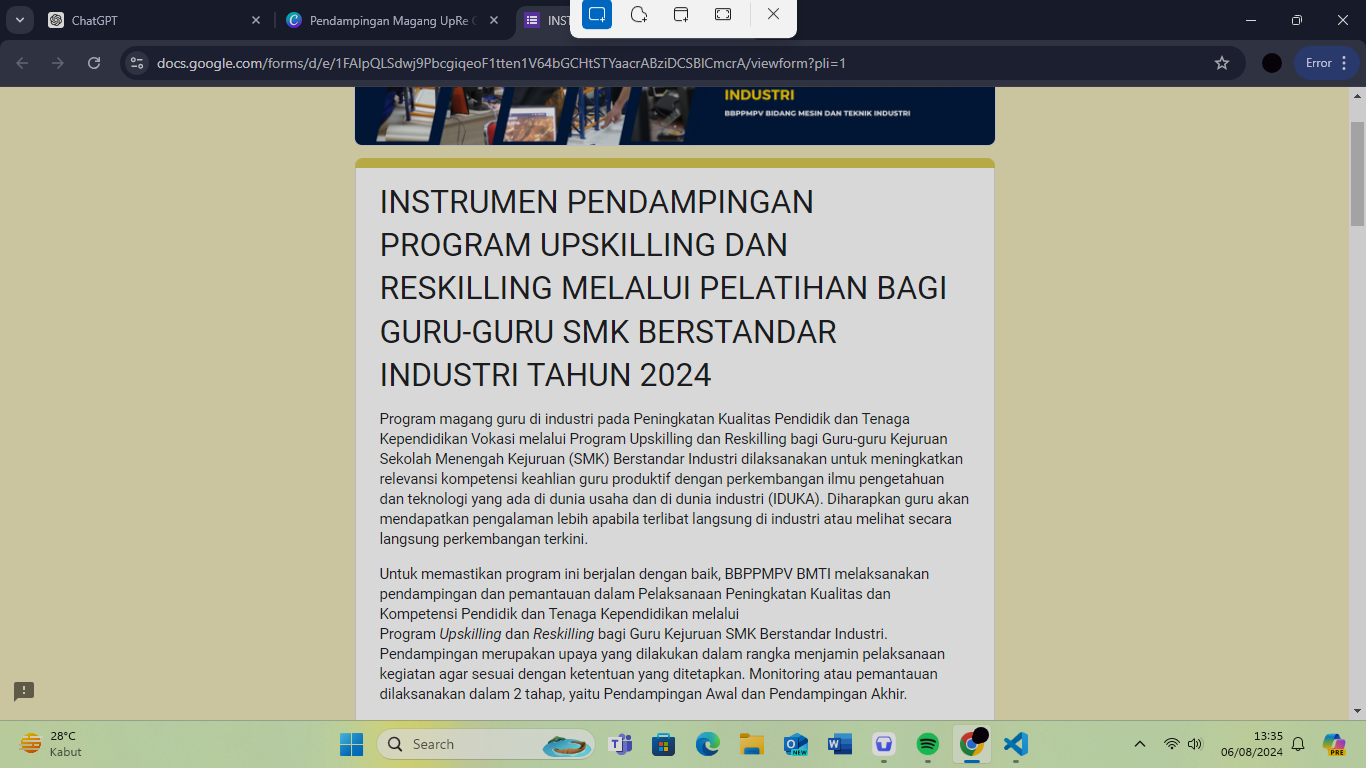 ChatGPT
Pendampingan Magang UpRe
INST
docs.google.com/forms/d/e/1FAIpQLSdwj9PbcgiqeoF1tten1V64bGCHtSTYaacrABziDCSBlCmcrA/viewform?pli=1
Error
INDUSTRI
BBPPMPV BIDANG MESIN DAN TEKNIK INDUSTRI
INSTRUMEN PENDAMPINGAN
PROGRAM UPSKILLING DAN
RESKILLING MELALUI PELATIHAN BAGI
GURU-GURU SMK BERSTANDAR
INDUSTRI TAHUN 2024
Program magang guru di industri pada Peningkatan Kualitas Pendidik dan Tenaga
Kependidikan Vokasi melalui Program Upskilling dan Reskilling bagi Guru-guru Kejuruan
Sekolah Menengah Kejuruan (SMK) Berstandar Industri dilaksanakan untuk meningkatkan
relevansi kompetensi keahlian guru produktif dengan perkembangan ilmu pengetahuan
dan teknologi yang ada di dunia usaha dan di dunia industri (IDUKA). Diharapkan guru akan
mendapatkan pengalaman lebih apabila terlibat langsung di industri atau melihat secara
langsung perkembangan terkini.
Untuk memastikan program ini berjalan dengan baik, BBPPMPV BMTI melaksanakan
pendampingan dan pemantauan dalam Pelaksanaan Peningkatan Kualitas dan
Kompetensi Pendidik dan Tenaga Kependidikan melalui
Program Upskilling dan Reskilling bagi Guru Kejuruan SMK Berstandar Industri.
Pendampingan merupakan upaya yang dilakukan dalam rangka menjamin pelaksanaan
kegiatan agar sesuai dengan ketentuan yang ditetapkan. Monitoring atau pemantauan
dilaksanakan dalam 2 tahap, yaitu Pendampingan Awal dan Pendampingan Akhir.
28°C
Kabut
Search
NEW
13:35
06/08/2024
PRE